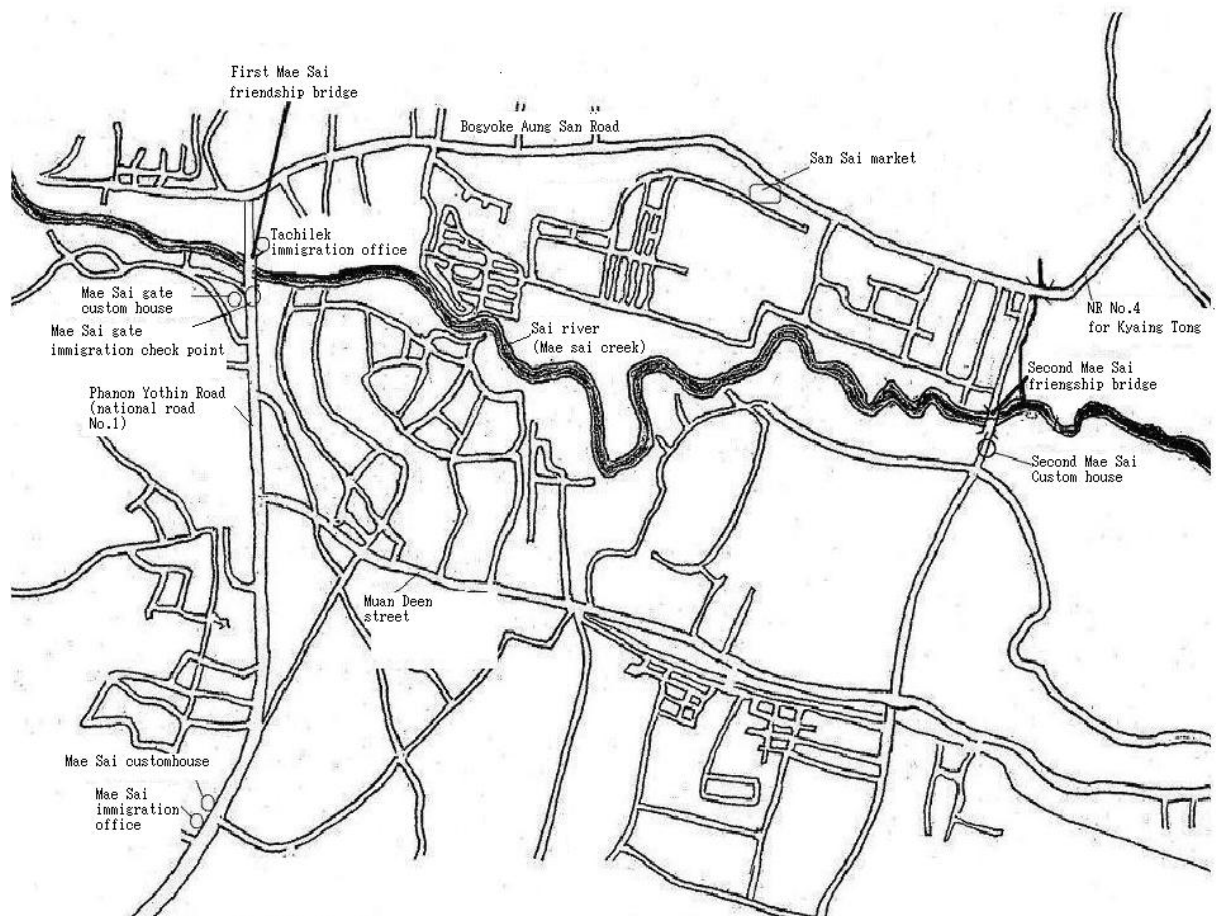 First Mae Sai
friendship bridge
Bogyoke Aung San Road
San Sai market
Tachilek
immigration office
Mae Sai gate
custom house
Mae Sai gate
immigration check point
Sai river
(Mae sai creek)
NR No.4
for Kyaing Tong
Second Mae Sai
friengship bridge
Phanon Yothin Road
(national road
No.1)
Second Mae Sai
Custom house
Muan Deen
street
Mae Sai customhouse
Mae Sai
immigration
office